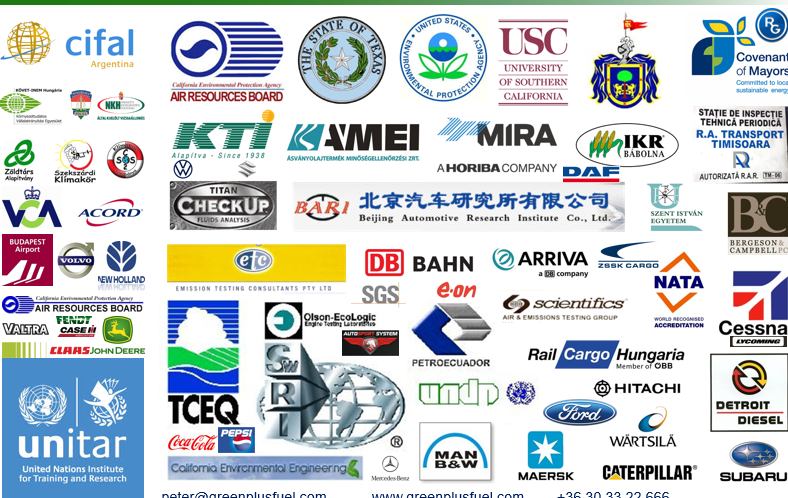 cifal
Argentina
California Environmental Protection Agency
AIR RESOURCES BOARD
THE STATE OF TEXAS
UNITED STATES
ENVIRONMENTAL PROTECTION AGENCY
USC
UNIVERSITY
OF SOUTHERN
CALIFORNIA
RG
Covenant
of Mayors
Committed to local
sustainable energy
KÖVET-INEM Hungária
NKH
KTI
Alapítva - Since 1938
KAMEI
ÁSVÁNYOLAJTERMÉK MINŐSÉGELLENŐRZÉSI ZRT.
MIRA
A HORIBA COMPANY
IKR
BÁBOLNA
DAF
STAŢIE DE INSPECŢIE
TEHNICĂ PERIODICĂ
R.A. TRANSPORT
TIMISOARA
AUTORIZATĂ R.A.R.
TM-06
Zöldtárs
Alapítvány
Szekszárdi
Klímakör
SOS
VCA
ACORD
TITAN
CHECKUP
FLUIDS ANALYSIS
BARI
北京汽车研究所有限公司
Beijing Automotive Research Institute Co., Ltd.
SZENT ISTVÁN
EGYETEM
B&C
BERGESON &
CAMPBELL PC
BUDAPEST
Airport
VOLVO
NEW HOLLAND
etc
EMISSION TESTING CONSULTANTS PTY LTD
DB BAHN
SGS
e·on
ARRIVA
a DB company
ZSSK CARGO
NATA
WORLD RECOGNISED
ACCREDITATION
scientifics
AIR & EMISSIONS TESTING GROUP
Cessna
LYCOMING
California Environmental Protection Agency
AIR RESOURCES BOARD
VALTRA
FENDT
CASE III
CLAAS
JOHN DEERE
Olson-EcoLogic
Engine Testing Laboratories
AUTOSPORT SYSTEM
PETROECUADOR
Rail Cargo Hungaria
Member of ÖBB
TCEQ
SwRI
®
undp
HITACHI
Ford
WÄRTSILÄ
DETROIT
DIESEL
unitar
United Nations Institute
for Training and Research
Coca-Cola
PEPSI
California Environmental Engineering
Mercedes-Benz
MAN
B&W
MAERSK
CATERPILLAR®
SUBARU
peter@greenplusfuel.com
www.greenplusfuel.com
+36 30 33 22 666